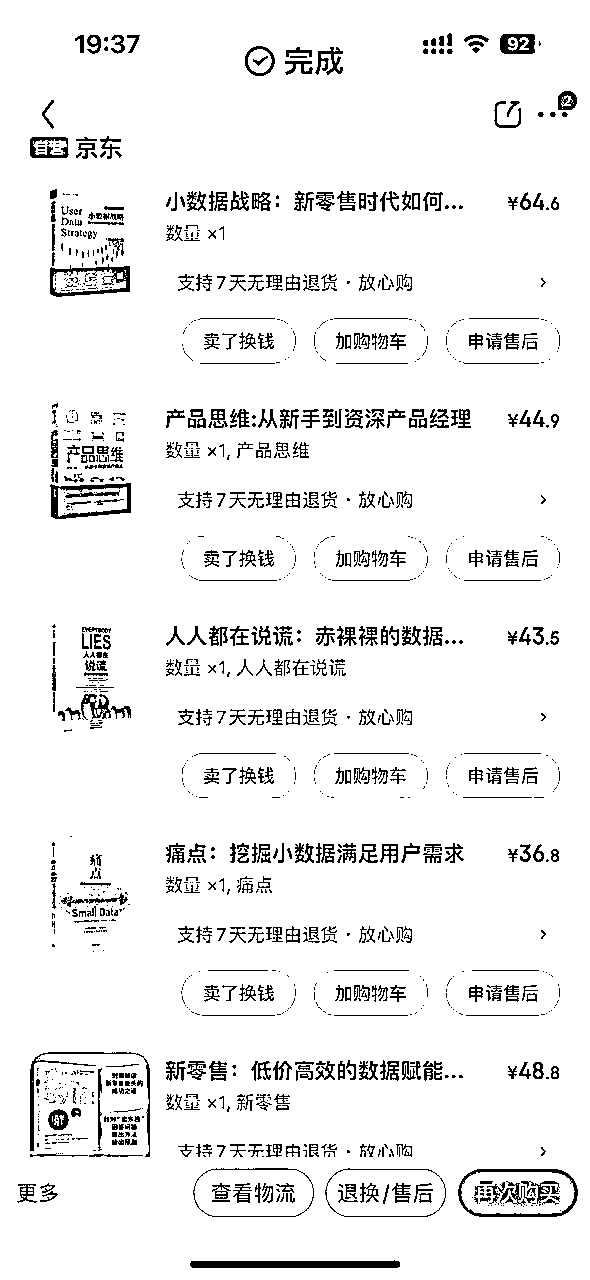 19:37
92
完成
2
自营 京东
User
Data
Strategy
小数据战略
小数据战略：新零售时代如何... ¥64.6
数量 ×1
支持7天无理由退货·放心购
卖了换钱 加购物车 申请售后
产品思维
产品思维:从新手到资深产品经理 ¥44.9
数量 ×1, 产品思维
支持7天无理由退货·放心购
卖了换钱 加购物车 申请售后
EVERYBODY
LIES
人人都在
说谎
人人都在说谎：赤裸裸的数据... ¥43.5
数量 ×1, 人人都在说谎
支持7天无理由退货·放心购
卖了换钱 加购物车 申请售后
痛点
Small Data
痛点：挖掘小数据满足用户需求 ¥36.8
数量 ×1, 痛点
支持7天无理由退货·放心购
卖了换钱 加购物车 申请售后
新零售：低价高效的数据赋能... ¥48.8
数量 ×1, 新零售
支持7天无理由退货·放心购
更多 查看物流 退换/售后 再次购买